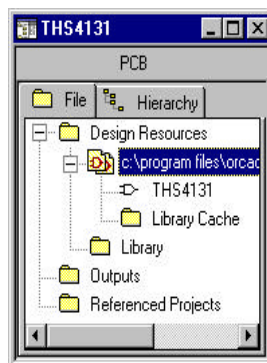 THS4131
PCB
File
Hierarchy
Design Resources
c:\program files\orcad
THS4131
Library Cache
Library
Outputs
Referenced Projects